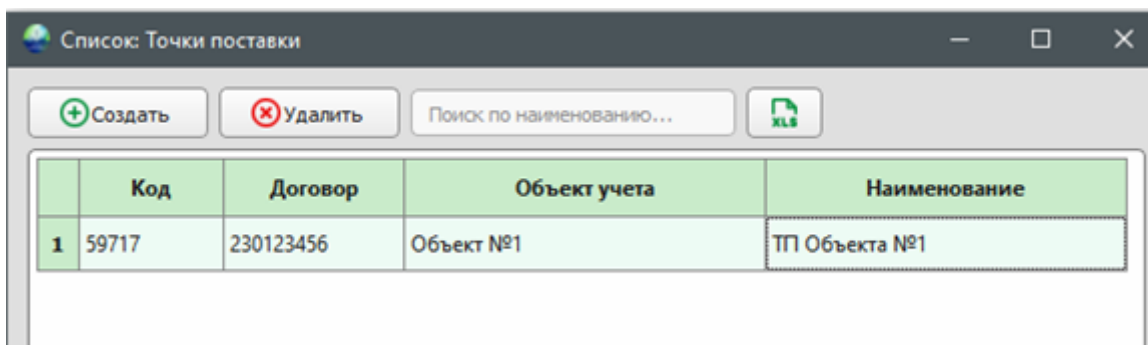 Список: Точки поставки
Создать Удалить Поиск по наименованию... XLS
Код Договор Объект учета Наименование
1 59717 230123456 Объект №1 ТП Объекта №1